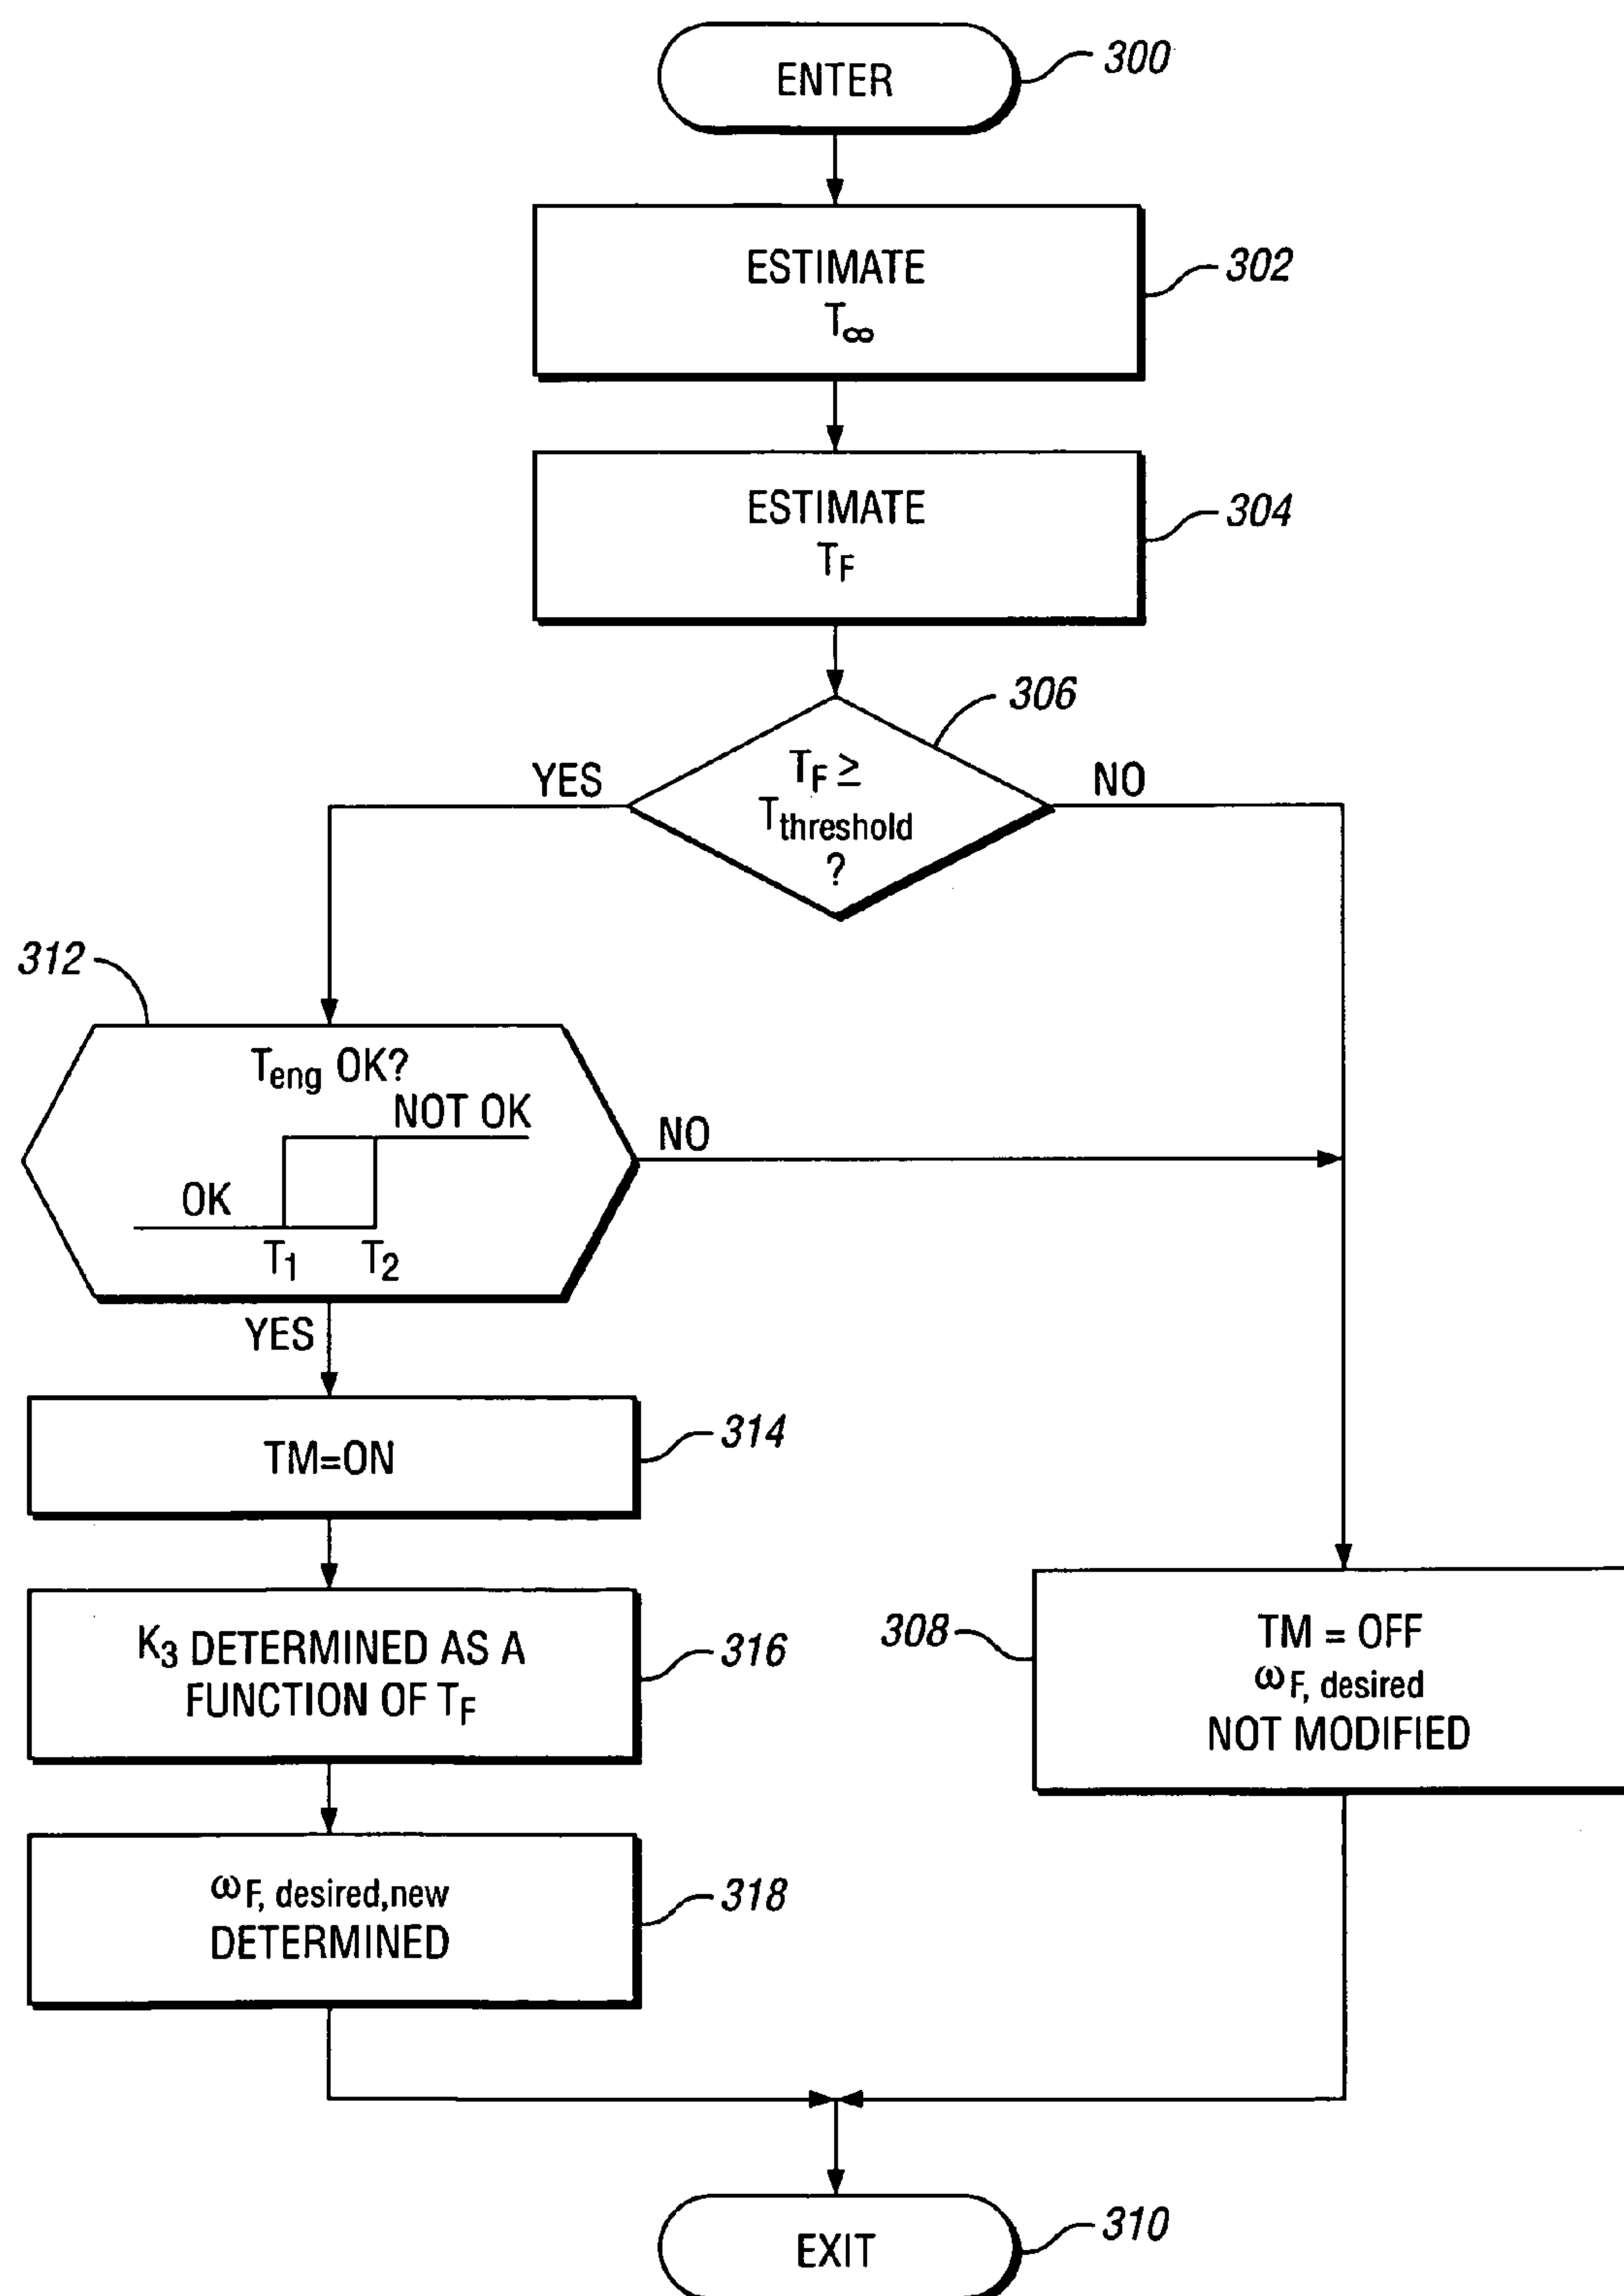 ENTER
300
ESTIMATE
T∞
302
ESTIMATE
TF
304
306
YES
TF ≥
Tthreshold
?
NO
312
Teng OK?
NOT OK
OK
T1 T2
NO
YES
TM=ON
314
K3 DETERMINED AS A
FUNCTION OF TF
316
308
TM = OFF
ωF, desired
NOT MODIFIED
ωF, desired,new
DETERMINED
318
EXIT
310